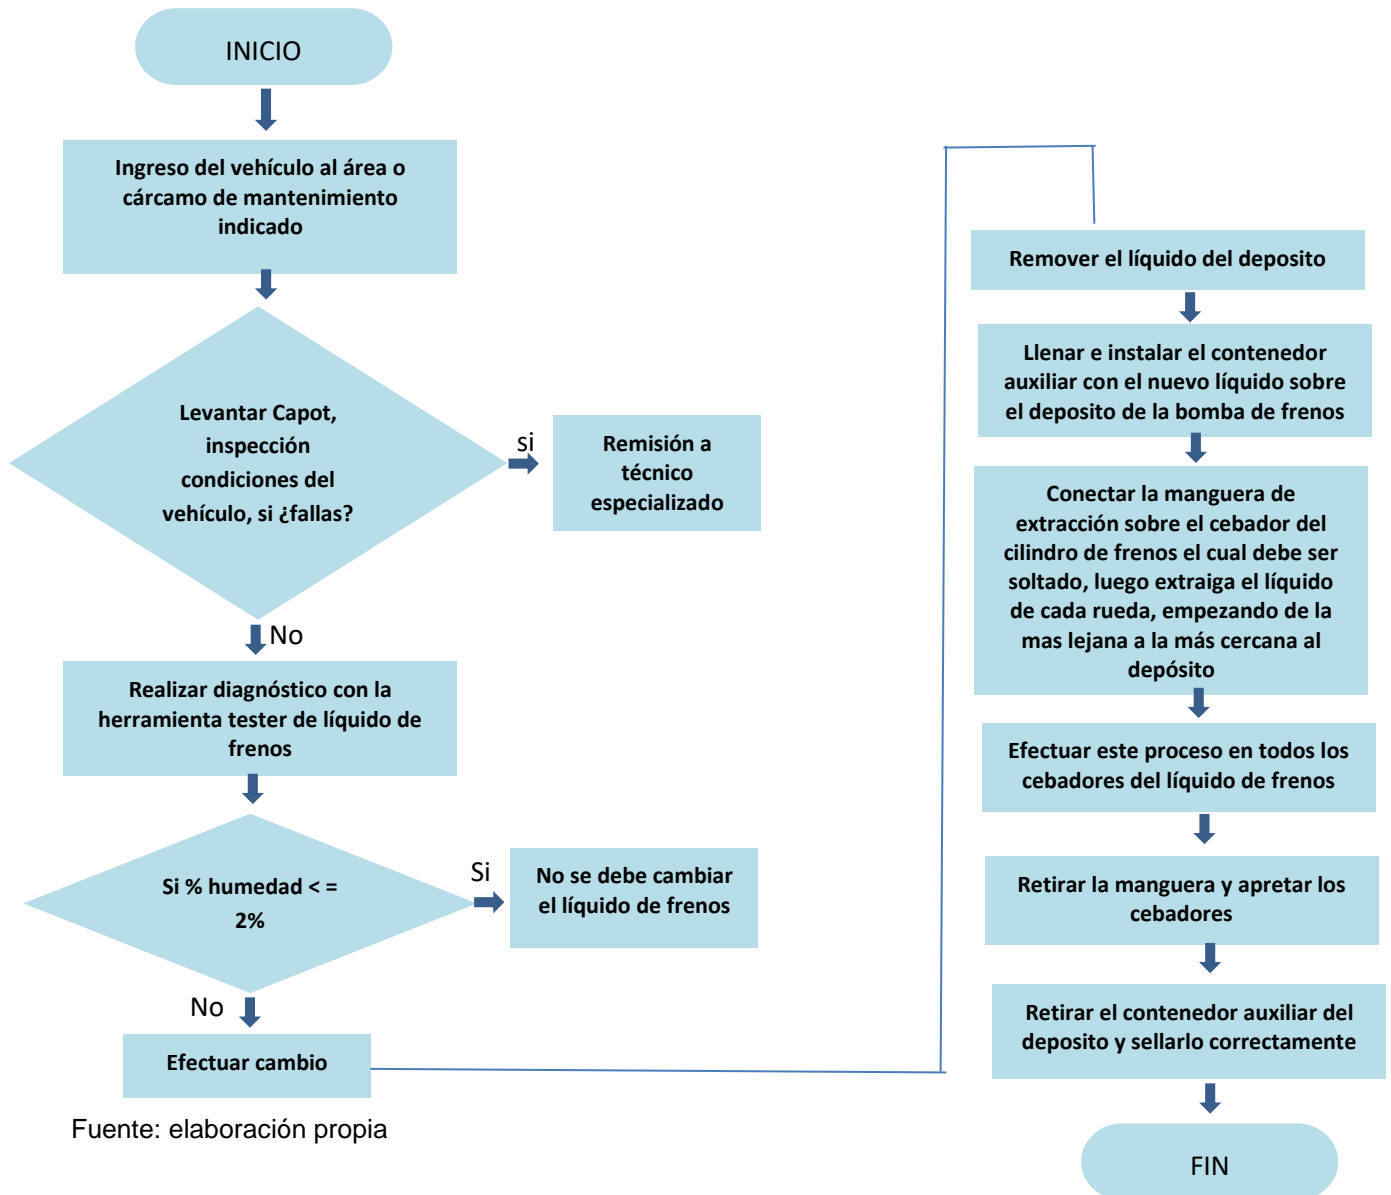 INICIO
Ingreso del vehículo al área o
cárcamo de mantenimiento
indicado
Levantar Capot,
inspección
condiciones del
vehículo, si ¿fallas?
si
Remisión a
técnico
especializado
No
Realizar diagnóstico con la
herramienta tester de líquido de
frenos
Si % humedad < =
2%
Si
No se debe cambiar
el líquido de frenos
No
Efectuar cambio
Remover el líquido del deposito
Llenar e instalar el contenedor
auxiliar con el nuevo líquido sobre
el deposito de la bomba de frenos
Conectar la manguera de
extracción sobre el cebador del
cilindro de frenos el cual debe ser
soltado, luego extraiga el líquido
de cada rueda, empezando de la
mas lejana a la más cercana al
depósito
Efectuar este proceso en todos los
cebadores del líquido de frenos
Retirar la manguera y apretar los
cebadores
Retirar el contenedor auxiliar del
deposito y sellarlo correctamente
FIN
Fuente: elaboración propia